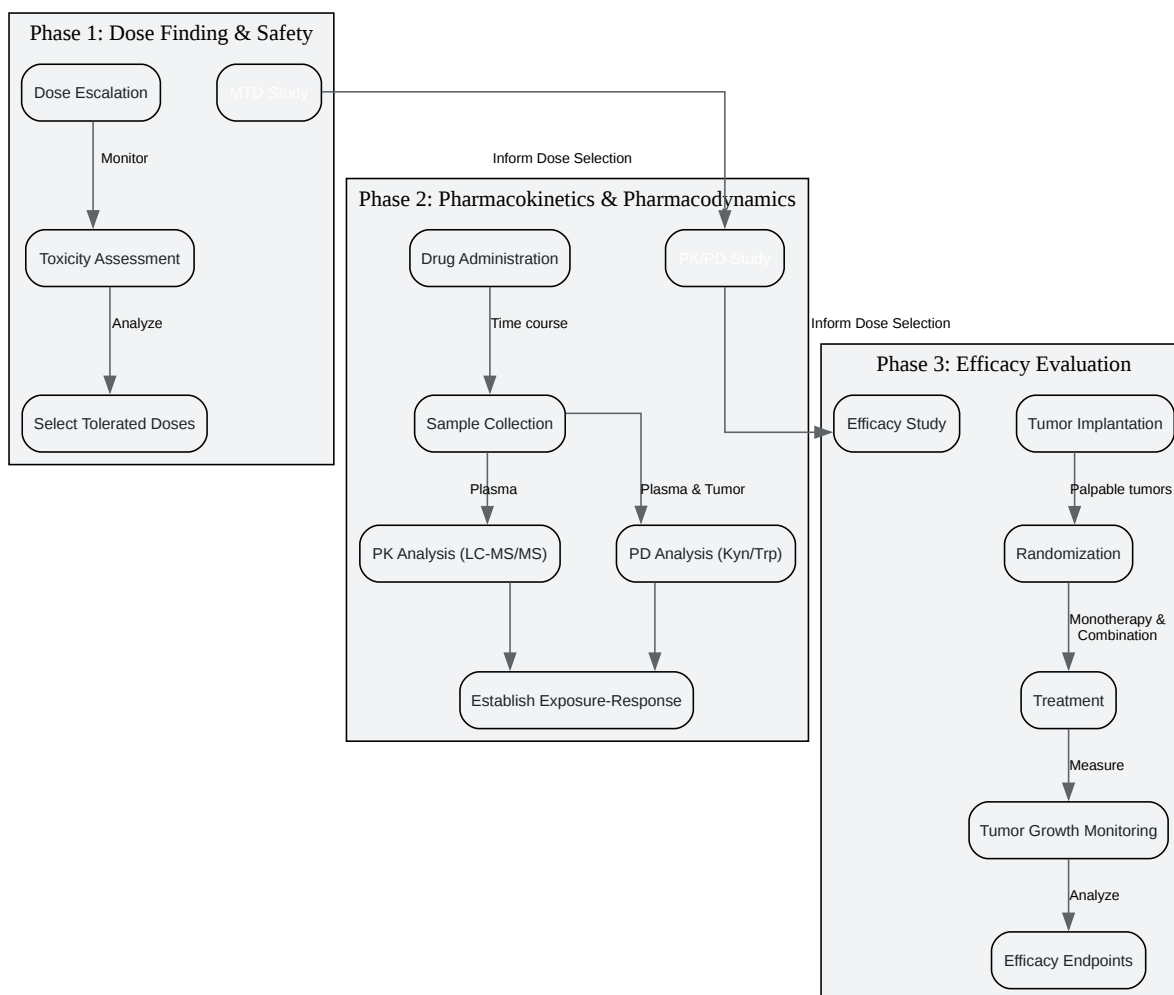 Phase 1: Dose Finding & Safety
Dose Escalation
MTD Study
Monitor
Toxicity Assessment
Analyze
Select Tolerated Doses
Inform Dose Selection
Phase 2: Pharmacokinetics & Pharmacodynamics
Drug Administration
PK/PD Study
Time course
Sample Collection
Plasma
Plasma & Tumor
PK Analysis (LC-MS/MS)
PD Analysis (Kyn/Trp)
Establish Exposure-Response
Inform Dose Selection
Phase 3: Efficacy Evaluation
Efficacy Study
Tumor Implantation
Palpable tumors
Randomization
Monotherapy &
Combination
Treatment
Measure
Tumor Growth Monitoring
Analyze
Efficacy Endpoints